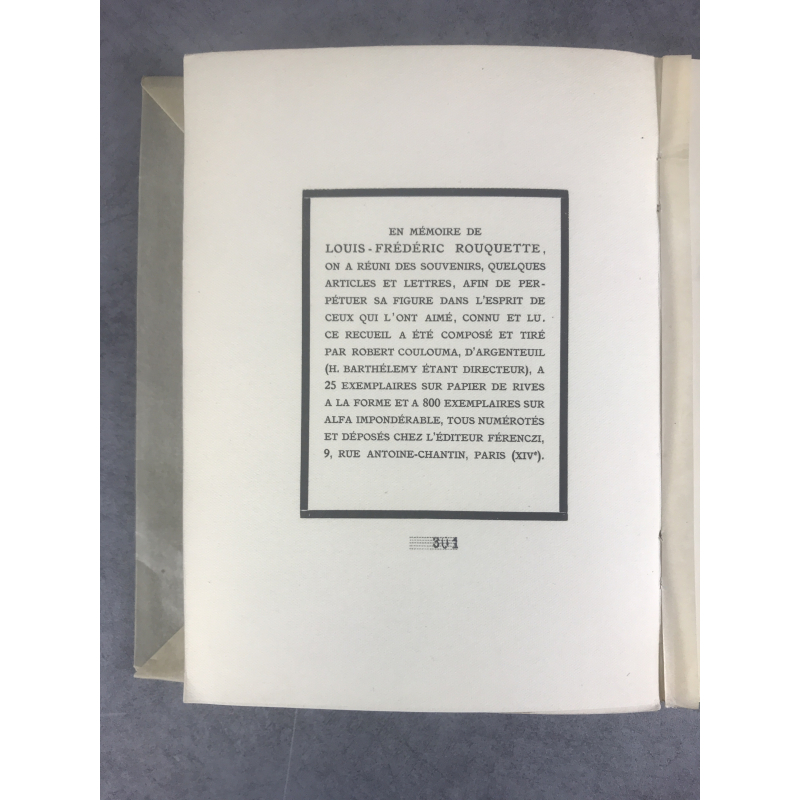 EN MÉMOIRE DE
LOUIS-FRÉDÉRIC ROUQUETTE,
ON A RÉUNI DES SOUVENIRS, QUELQUES
ARTICLES ET LETTRES, AFIN DE PER-
PÉTUER SA FIGURE DANS L'ESPRIT DE
CEUX QUI L'ONT AIMÉ, CONNU ET LU.
CE RECUEIL A ÉTÉ COMPOSÉ ET TIRÉ
PAR ROBERT COULOUMA, D'ARGENTEUIL
(H. BARTHÉLEMY ÉTANT DIRECTEUR), A
25 EXEMPLAIRES SUR PAPIER DE RIVES
A LA FORME ET A 800 EXEMPLAIRES SUR
ALFA IMPONDÉRABLE, TOUS NUMÉROTÉS
ET DÉPOSÉS CHEZ L'ÉDITEUR FÉRENCZI,
9, RUE ANTOINE-CHANTIN, PARIS (XIVe).
301